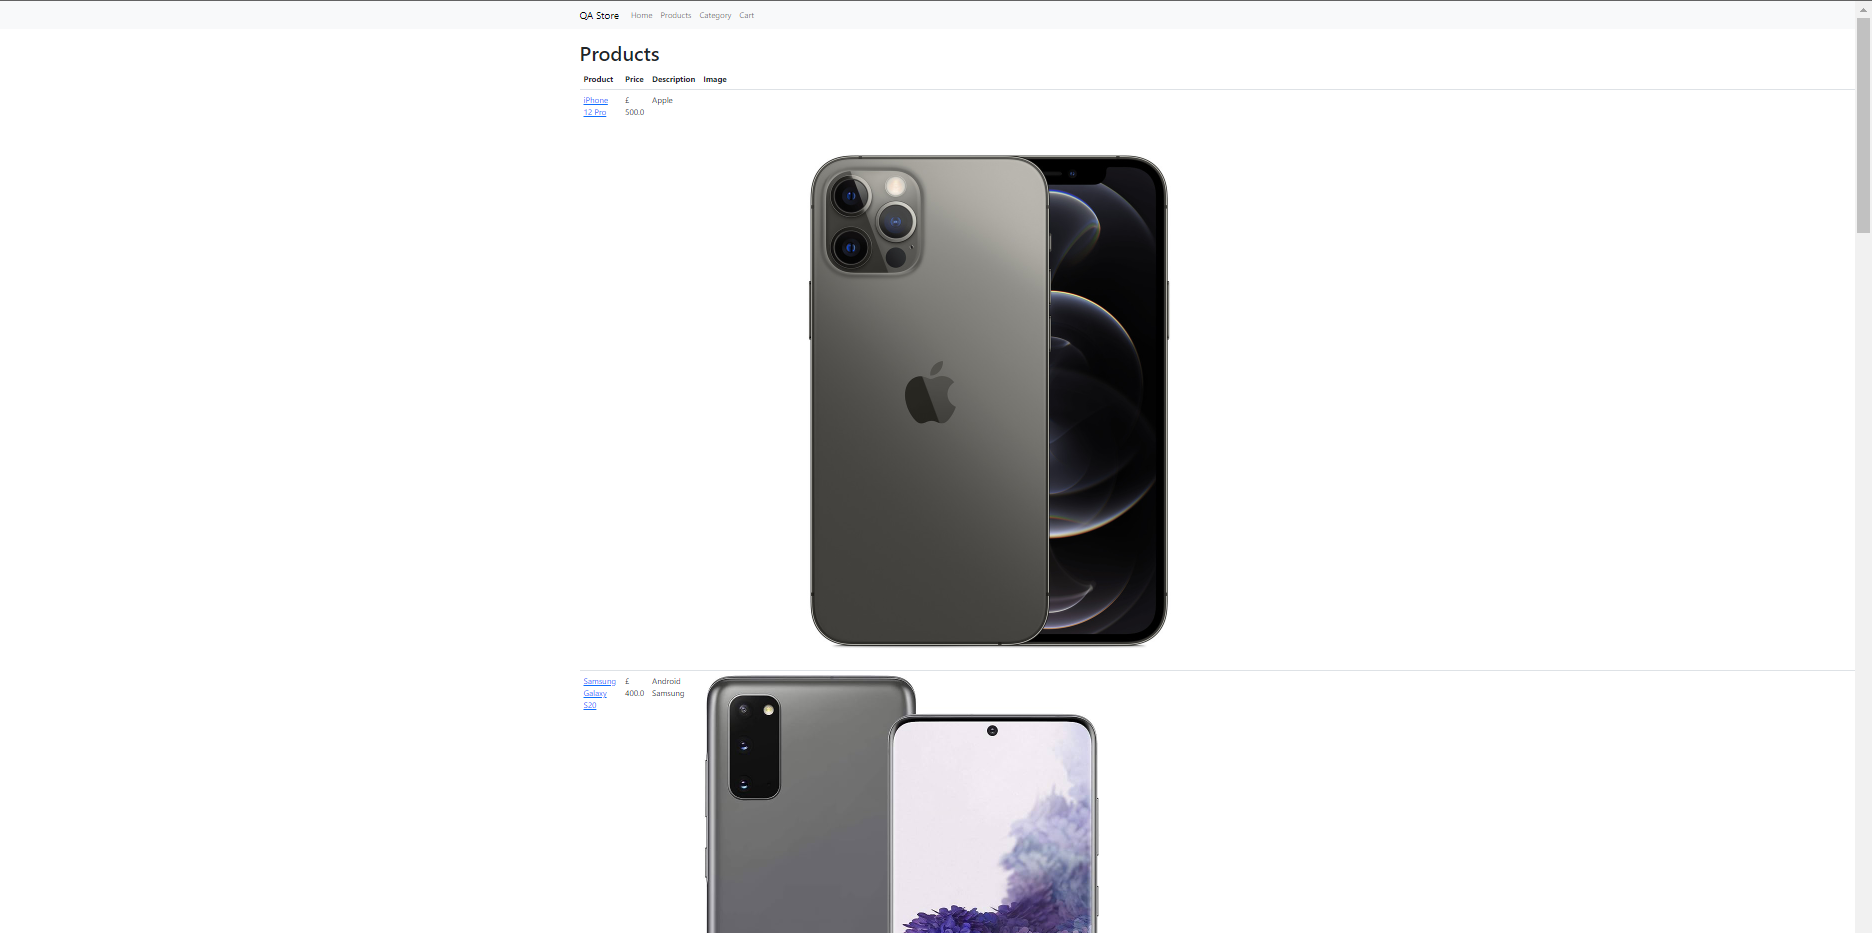 QA Store Home Products Category Cart
Products
Product Price Description Image
iPhone £ Apple
12 Pro 500.0
Samsung £ Android
Galaxy 400.0 Samsung
S20